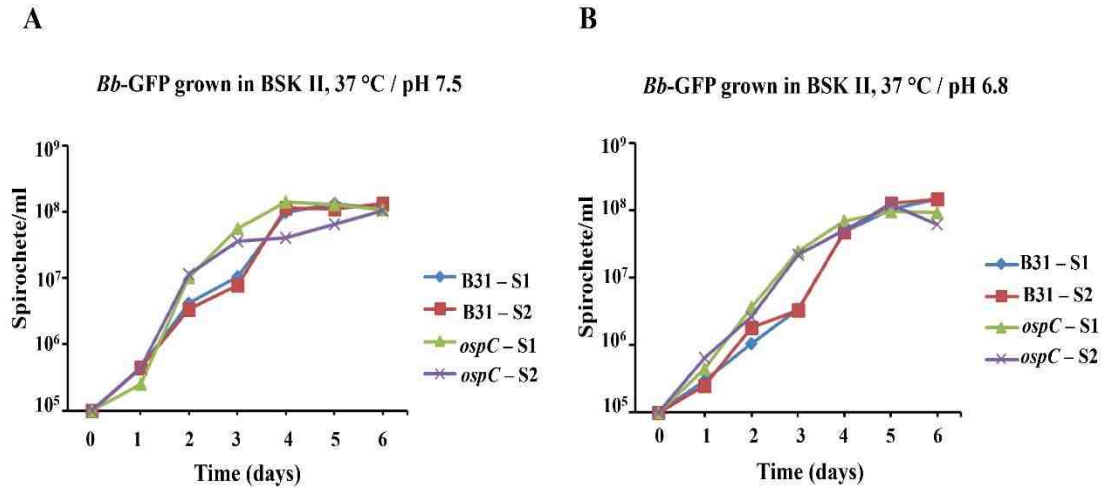 A
Bb-GFP grown in BSK II, 37 °C / pH 7.5
Spirochete/ml
10⁹
10⁸
10⁷
10⁶
10⁵
0 1 2 3 4 5 6
Time (days)
B31 – S1
B31 – S2
ospC – S1
ospC – S2
B
Bb-GFP grown in BSK II, 37 °C / pH 6.8
Spirochete/ml
10⁹
10⁸
10⁷
10⁶
10⁵
0 1 2 3 4 5 6
Time (days)
B31 – S1
B31 – S2
ospC – S1
ospC – S2